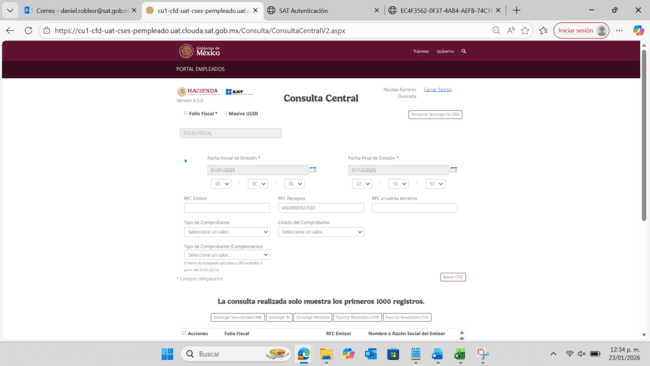 Correo – daniel.roblesr@sat.gob.m
cu1-cfd-uat-cses-pempleado.uat
SAT Autenticación
EC4F3562-0F37-4AB4-AEFB-74C1
https://cu1-cfd-uat-cses-pempleado.uat.clouda.sat.gob.mx/Consulta/ConsultaCentralV2.aspx
Iniciar sesión
Gobierno de
México
Trámites
Gobierno
PORTAL EMPLEADOS
HACIENDA
SAT
Versión 4.5.0
Consulta Central
Nicolas Ramirez
Quezada
Cerrar Sesión
Folio Fiscal *
Masiva UUID
Recuperar descargas de CFDI
FOLIO FISCAL
Fecha Inicial de Emisión *
Fecha Final de Emisión *
01/01/2025
31/12/2025
00
:
00
:
00
23
:
59
:
59
RFC Emisor
RFC Receptor
RFC a cuenta terceros
Tipo de Comprobante
Estado del Comprobante
Seleccione un valor...
Seleccione un valor...
Tipo de Comprobante (Complemento)
Seleccione un valor...
* Campos obligatorios
Buscar CFDI
La consulta realizada solo muestra los primeros 1000 registros.
Descargar Seleccionados XML
Descargar RI
Descargar Metadata
Exportar Resultados a PDF
Exportar Resultados a CSV
Acciones
Folio Fiscal
RFC Emisor
Nombre o Razón Social del Emisor
Buscar
12:34 p. m.
23/01/2026